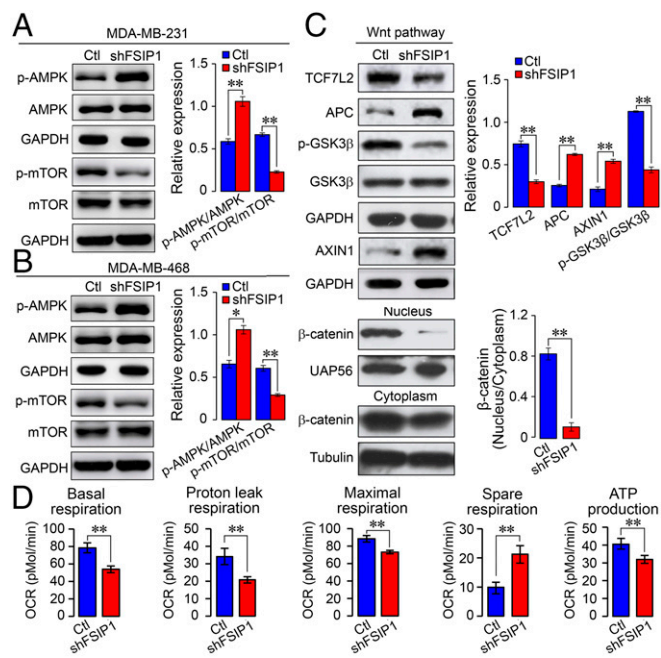 A
MDA-MB-231
Ctl shFSIP1
p-AMPK
AMPK
GAPDH
p-mTOR
mTOR
GAPDH
Relative expression
1.5
1.0
0.5
0
Ctl
shFSIP1
**
**
p-AMPK/AMPK
p-mTOR/mTOR
B
MDA-MB-468
Ctl shFSIP1
p-AMPK
AMPK
GAPDH
p-mTOR
mTOR
GAPDH
Relative expression
1.5
1.0
0.5
0
Ctl
shFSIP1
*
**
p-AMPK/AMPK
p-mTOR/mTOR
C
Wnt pathway
Ctl shFSIP1
TCF7L2
APC
p-GSK3β
GSK3β
GAPDH
AXIN1
GAPDH
Nucleus
β-catenin
UAP56
Cytoplasm
β-catenin
Tubulin
Ctl
shFSIP1
Relative expression
1.5
1.0
0.5
0
**
**
**
**
TCF7L2
APC
AXIN1
p-GSK3β/GSK3β
β-catenin
(Nucleus/Cytoplasm)
1.2
0.8
0.4
0
**
Ctl
shFSIP1
D
Basal
respiration
OCR (pMol/min)
100
80
60
40
20
0
**
Ctl
shFSIP1
Proton leak
respiration
OCR (pMol/min)
50
40
30
20
10
0
**
Ctl
shFSIP1
Maximal
respiration
OCR (pMol/min)
100
80
60
40
20
0
**
Ctl
shFSIP1
Spare
respiration
OCR (pMol/min)
30
20
10
0
**
Ctl
shFSIP1
ATP
production
OCR (pMol/min)
50
40
30
20
10
0
**
Ctl
shFSIP1